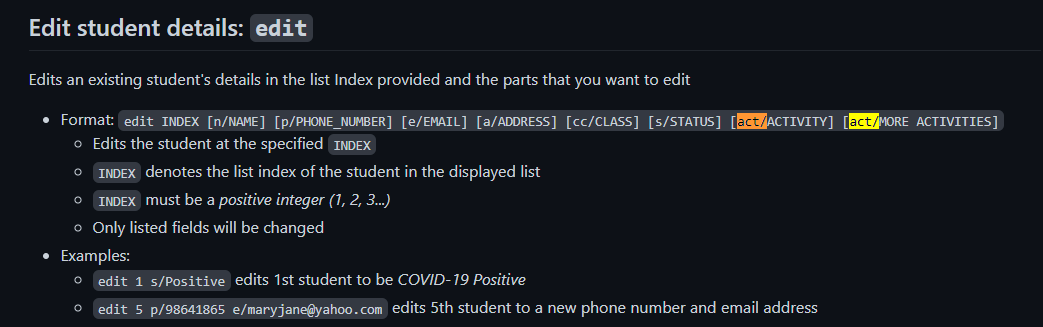 Edit student details: edit
Edits an existing student's details in the list Index provided and the parts that you want to edit
Format: edit INDEX [n/NAME] [p/PHONE_NUMBER] [e/EMAIL] [a/ADDRESS] [cc/CLASS] [s/STATUS] [act/ACTIVITY] [act/MORE ACTIVITIES]
Edits the student at the specified INDEX
INDEX denotes the list index of the student in the displayed list
INDEX must be a positive integer (1, 2, 3...)
Only listed fields will be changed
Examples:
edit 1 s/Positive edits 1st student to be COVID-19 Positive
edit 5 p/98641865 e/maryjane@yahoo.com edits 5th student to a new phone number and email address